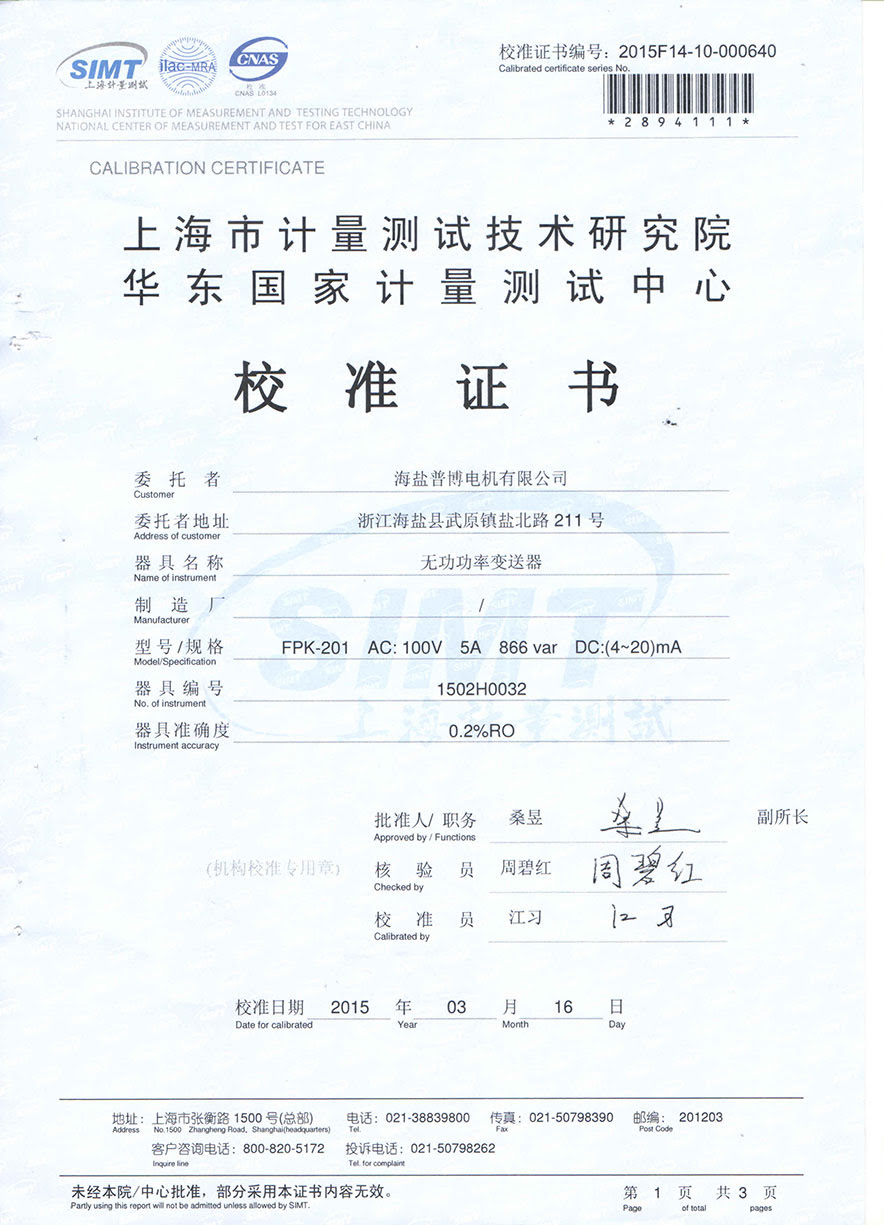 SIMT
上海计量测试
ilac-MRA
CNAS
校 准
CNAS L0134
校准证书编号：2015F14-10-000640
Calibrated certificate series No.
*2894111*
SHANGHAI INSTITUTE OF MEASUREMENT AND TESTING TECHNOLOGY
NATIONAL CENTER OF MEASUREMENT AND TEST FOR EAST CHINA
CALIBRATION CERTIFICATE
上海市计量测试技术研究院
华东国家计量测试中心
校准证书
委托者 海盐普博电机有限公司
Customer
委托者地址 浙江海盐县武原镇盐北路 211 号
Address of customer
器具名称 无功功率变送器
Name of instrument
制造厂 /
Manufacturer
型号/规格 FPK-201 AC: 100V 5A 866 var DC:(4~20)mA
Model/Specification
器具编号 1502H0032
No. of instrument
器具准确度 0.2%RO
Instrument accuracy
SIMT
上海计量测试
批准人/职务 桑昱 桑昱 副所长
Approved by / Functions
(机构校准专用章) 核验员 周碧红 周碧红
Checked by
校准员 江习 江习
Calibrated by
校准日期 2015 年 03 月 16 日
Date for calibrated Year Month Day
地址：上海市张衡路 1500 号(总部) 电话：021-38839800 传真：021-50798390 邮编：201203
Address No.1500 Zhangheng Road, Shanghai(headquarters) Tel. Fax Post Code
客户咨询电话：800-820-5172 投诉电话：021-50798262
Inquire line Tel. for complaint
未经本院/中心批准，部分采用本证书内容无效。 第 1 页 共 3 页
Partly using this report will not be admitted unless allowed by SIMT. Page of total pages